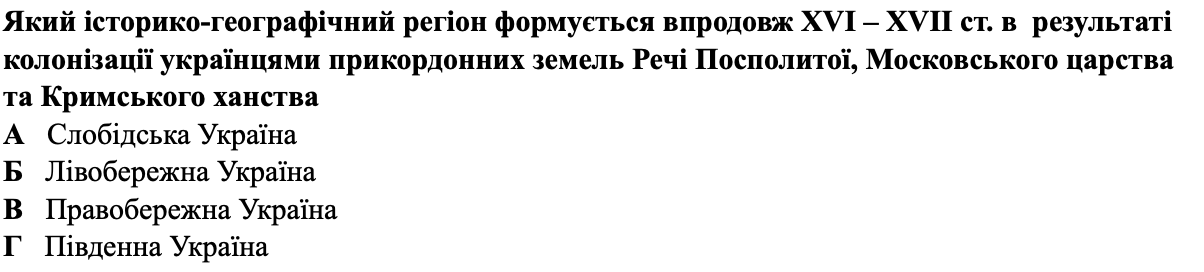 Який історико-географічний регіон формується впродовж XVI – XVII ст. в  результаті
колонізації українцями прикордонних земель Речі Посполитої, Московського царства
та Кримського ханства
А Слобідська Україна
Б Лівобережна Україна
В Правобережна Україна
Г Південна Україна